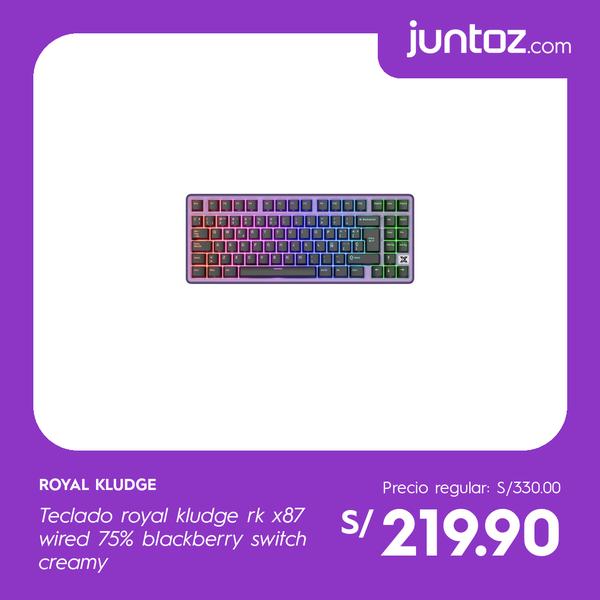 juntoz.com
ROYAL KLUDGE
Teclado royal kludge rk x87
wired 75% blackberry switch
creamy
Precio regular: S/330.00
S/ 219.90